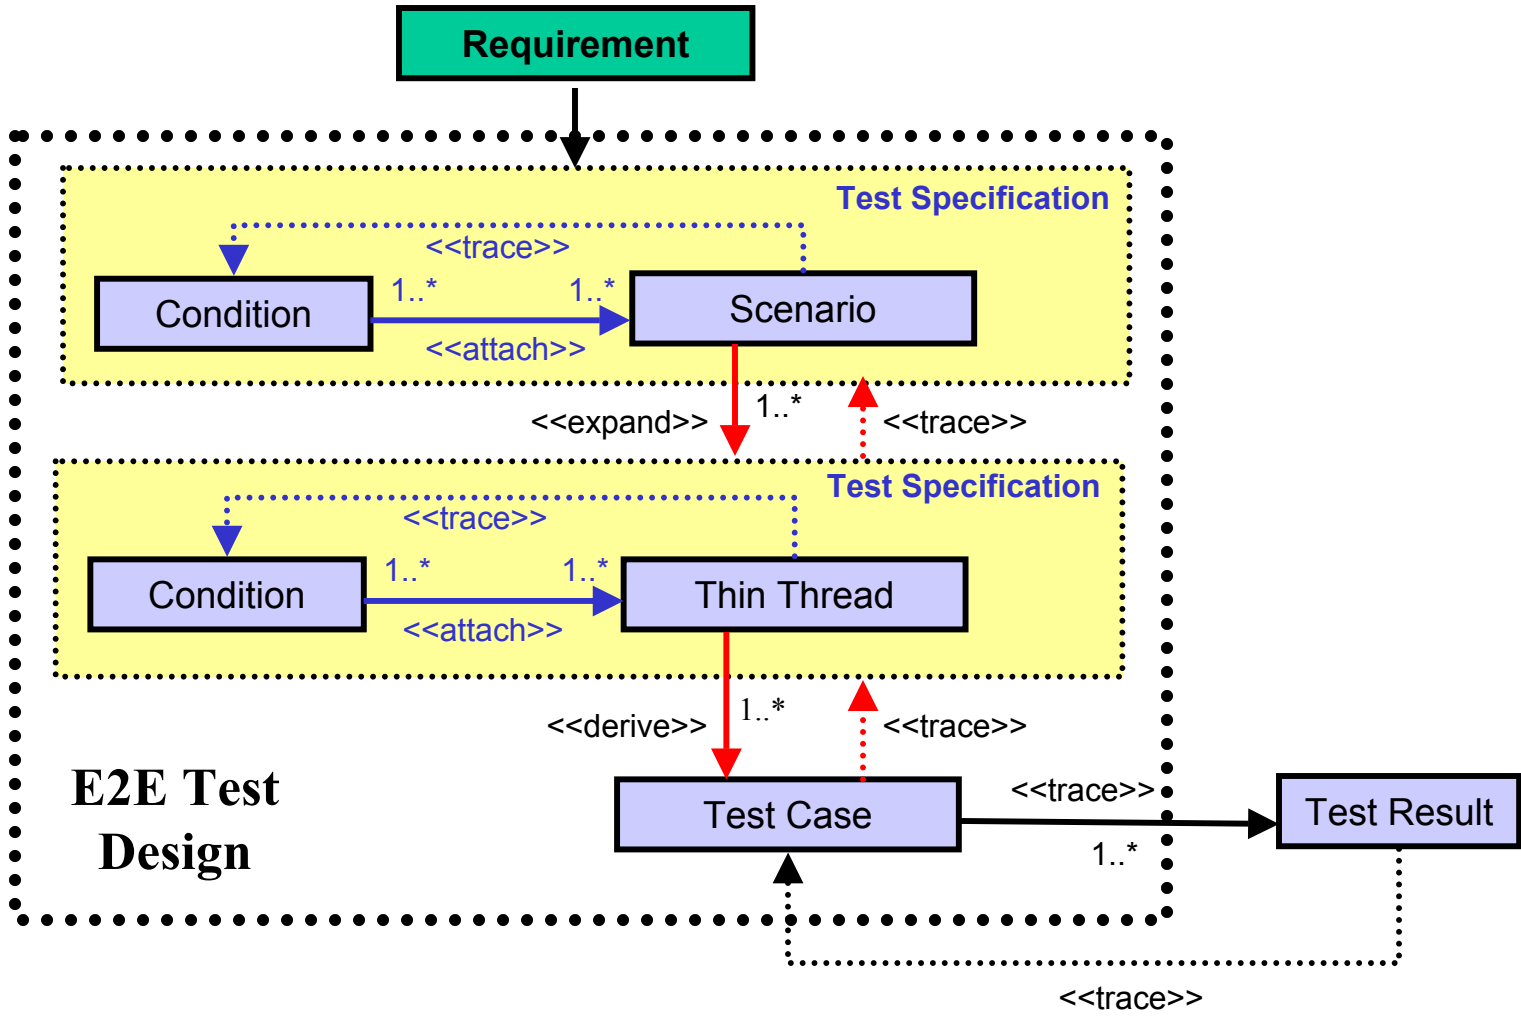 Requirement
Test Specification
<<trace>>
Condition
1..*
1..*
<<attach>>
Scenario
<<expand>>
1..*
<<trace>>
Test Specification
<<trace>>
Condition
1..*
1..*
<<attach>>
Thin Thread
<<derive>>
1..*
<<trace>>
E2E Test
Design
Test Case
<<trace>>
1..*
Test Result
<<trace>>